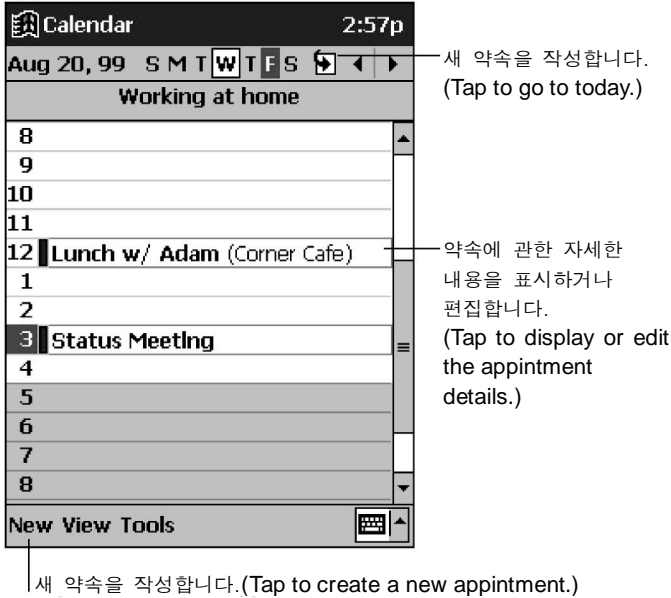 Calendar 2:57p
Aug 20, 99 S M T W T F S
Working at home
8
9
10
11
12 Lunch w/ Adam (Corner Cafe)
1
2
3 Status Meeting
4
5
6
7
8
New View Tools
새 약속을 작성합니다.
(Tap to go to today.)
약속에 관한 자세한
내용을 표시하거나
편집합니다.
(Tap to display or edit
the appintment
details.)
새 약속을 작성합니다.(Tap to create a new appintment.)